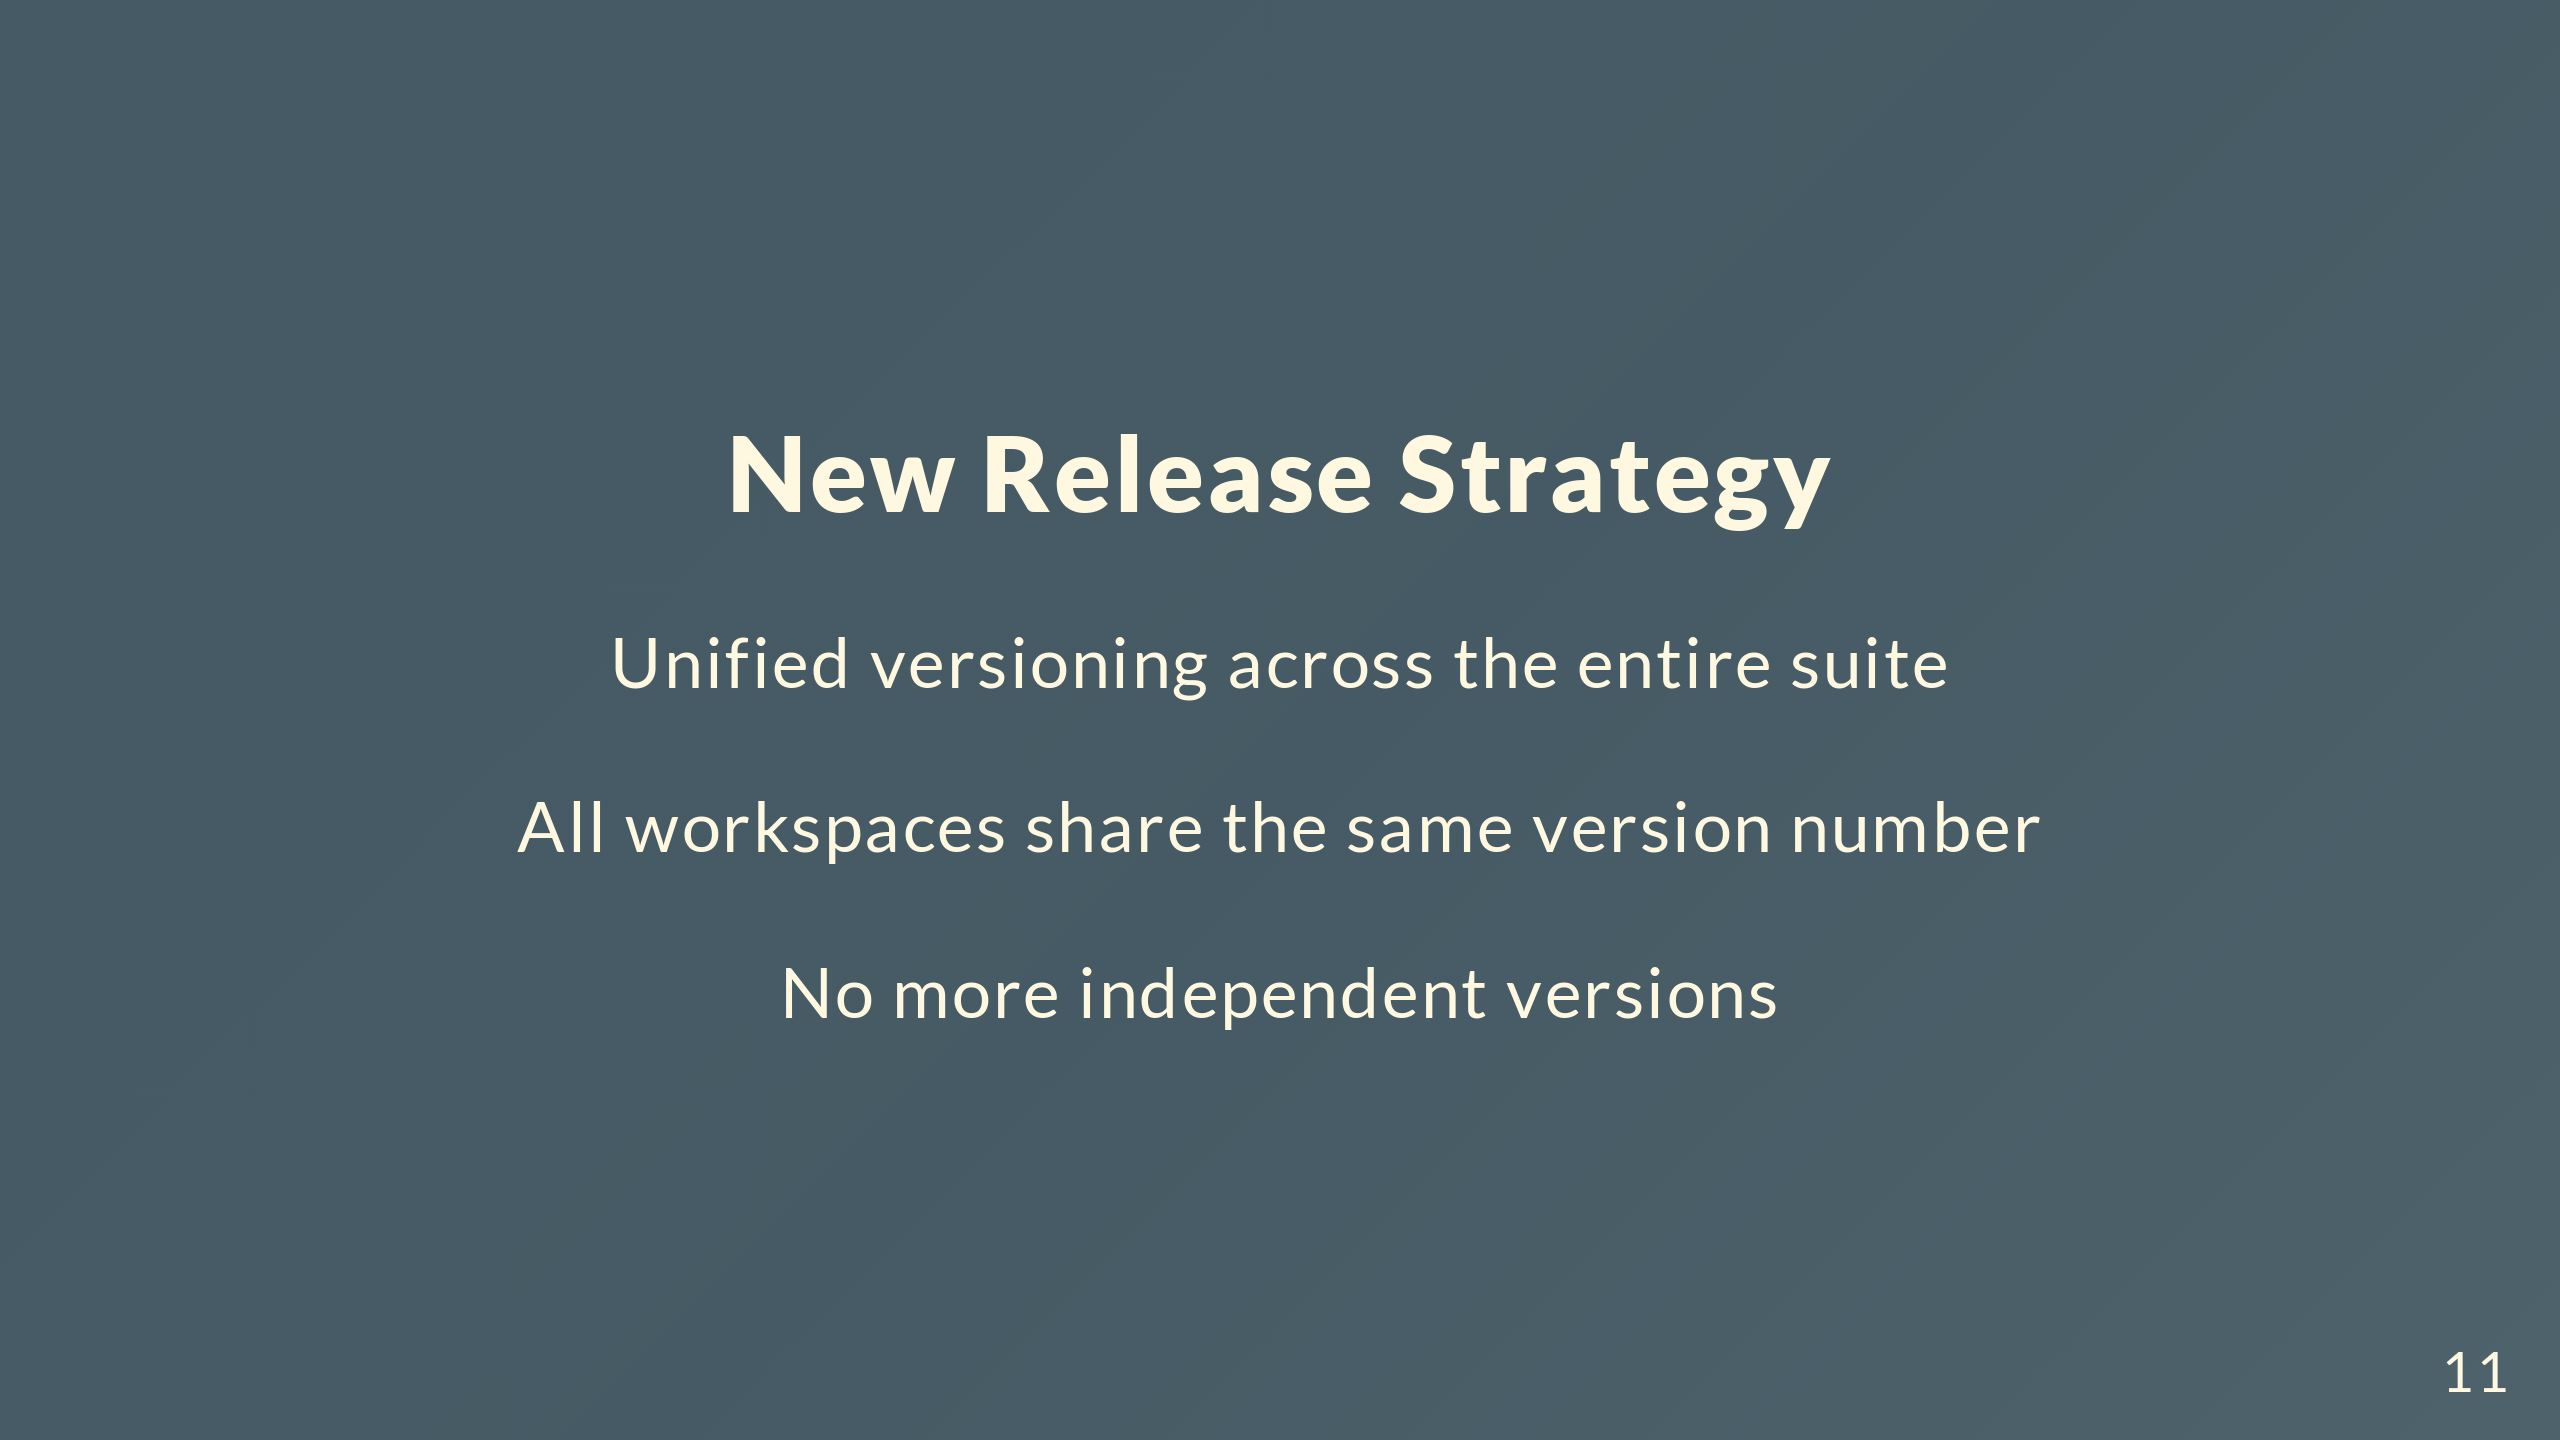 New Release Strategy
Unified versioning across the entire suite
All workspaces share the same version number
No more independent versions
11